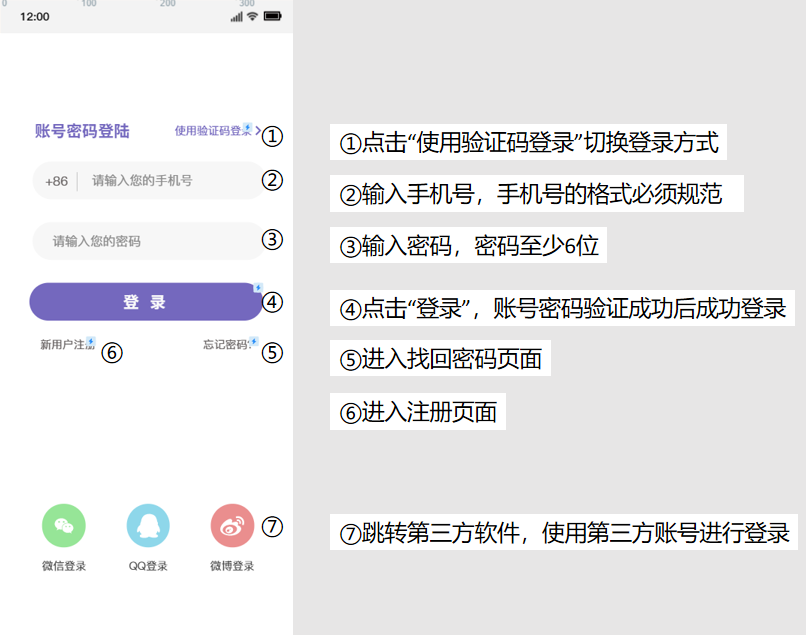 0 100 200 300
12:00
账号密码登陆
使用验证码登录 ①
+86 请输入您的手机号 ②
请输入您的密码 ③
登 录 ④
新用户注册 ⑥ 忘记密码? ⑤
微信登录 QQ登录 微博登录 ⑦
①点击“使用验证码登录”切换登录方式
②输入手机号，手机号的格式必须规范
③输入密码，密码至少6位
④点击“登录”，账号密码验证成功后成功登录
⑤进入找回密码页面
⑥进入注册页面
⑦跳转第三方软件，使用第三方账号进行登录